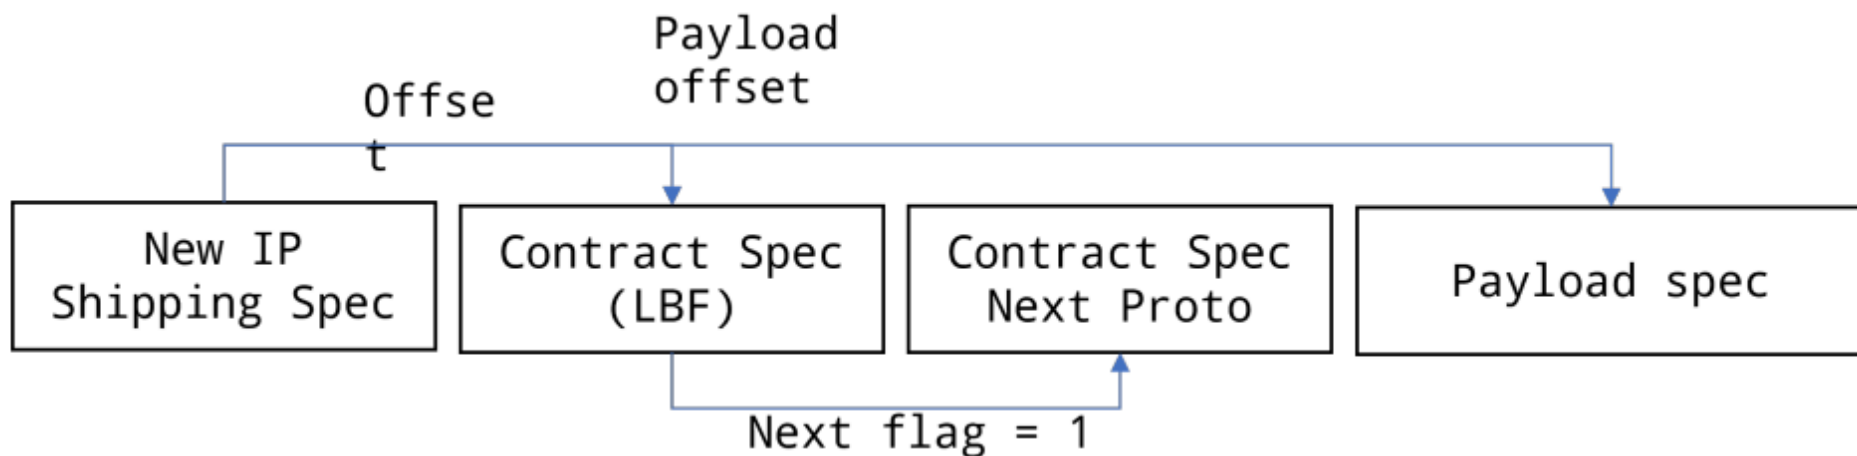 Payload
offset
Offse
t
New IP
Shipping Spec
Contract Spec
(LBF)
Contract Spec
Next Proto
Payload spec
Next flag = 1